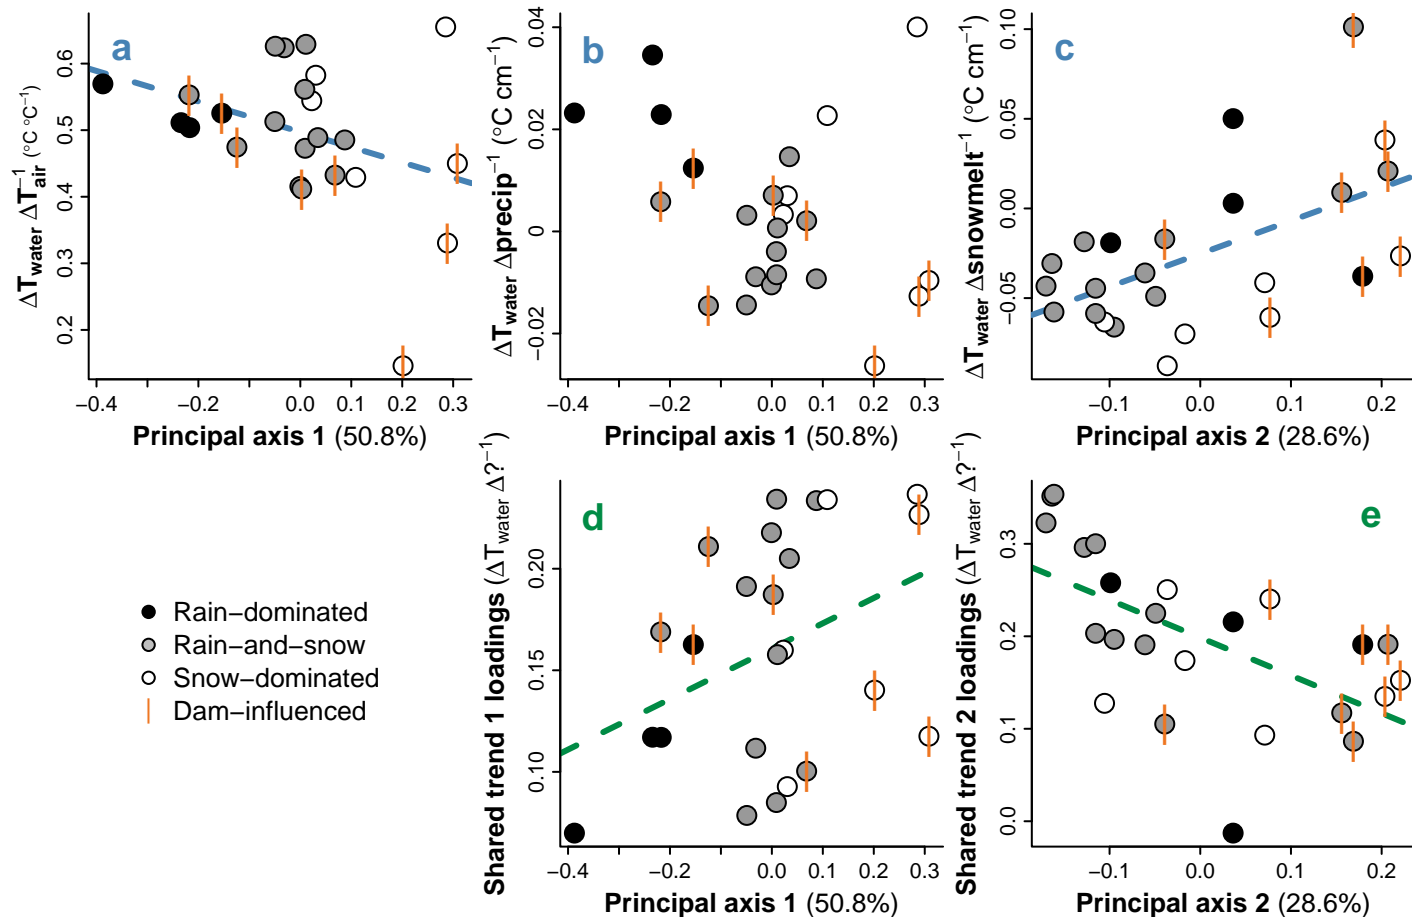 a
0.2 0.3 0.4 0.5 0.6
ΔT_water ΔT_air^−1 (°C °C^−1)
−0.4 −0.2 0.0 0.1 0.2 0.3
Principal axis 1 (50.8%)
b
−0.02 0 0.02 0.04
ΔT_water Δprecip^−1 (°C cm^−1)
−0.4 −0.2 0.0 0.1 0.2 0.3
Principal axis 1 (50.8%)
c
−0.05 0.00 0.05 0.10
ΔT_water Δsnowmelt^−1 (°C cm^−1)
−0.1 0.0 0.1 0.2
Principal axis 2 (28.6%)
Rain−dominated
Rain−and−snow
Snow−dominated
Dam−influenced
d
0.10 0.15 0.20
Shared trend 1 loadings (ΔT_water Δ?^−1)
−0.4 −0.2 0.0 0.1 0.2 0.3
Principal axis 1 (50.8%)
e
0.0 0.1 0.2 0.3
Shared trend 2 loadings (ΔT_water Δ?^−1)
−0.1 0.0 0.1 0.2
Principal axis 2 (28.6%)